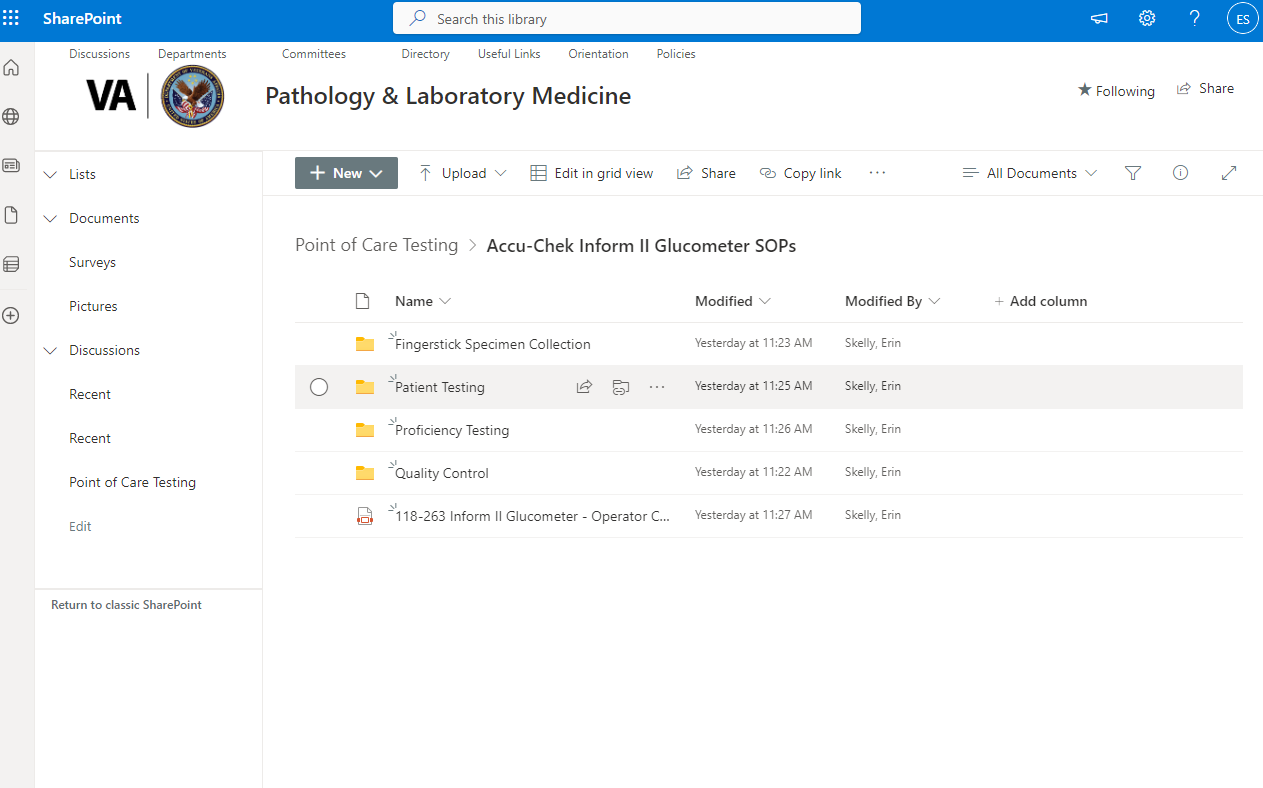 SharePoint
Search this library
ES
Discussions Departments Committees Directory Useful Links Orientation Policies
VA
Pathology & Laboratory Medicine
Following Share
Lists
Documents
Surveys
Pictures
Discussions
Recent
Recent
Point of Care Testing
Edit
Return to classic SharePoint
New Upload Edit in grid view Share Copy link ... All Documents
Point of Care Testing > Accu-Chek Inform II Glucometer SOPs
Name Modified Modified By + Add column
Fingerstick Specimen Collection Yesterday at 11:23 AM Skelly, Erin
Patient Testing ... Yesterday at 11:25 AM Skelly, Erin
Proficiency Testing Yesterday at 11:26 AM Skelly, Erin
Quality Control Yesterday at 11:22 AM Skelly, Erin
118-263 Inform II Glucometer - Operator C... Yesterday at 11:27 AM Skelly, Erin